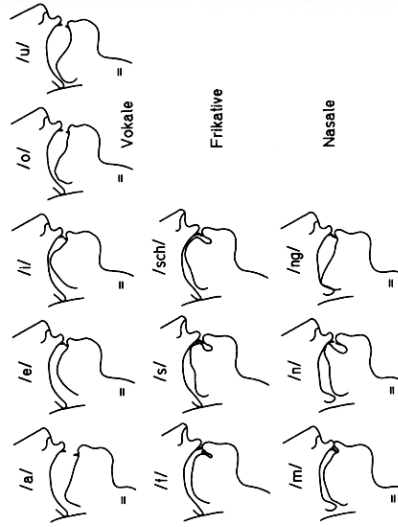 /a/ /e/ /i/ /o/ /u/
Vokale
/f/ /s/ /sch/
Frikative
/m/ /n/ /ng/
Nasale